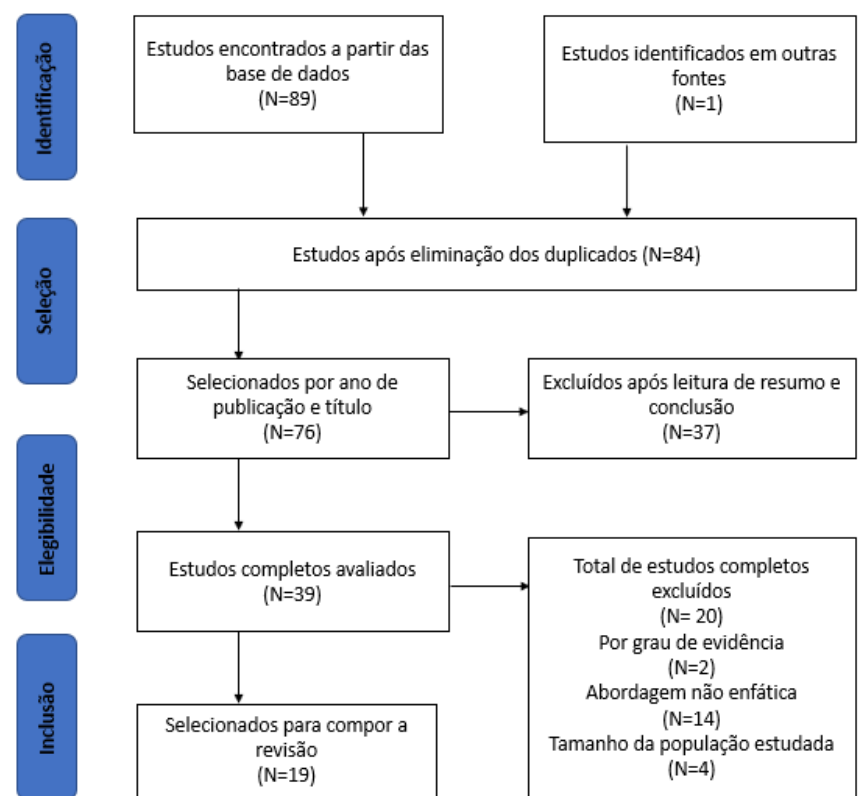 Identificação
Estudos encontrados a partir das
base de dados
(N=89)
Estudos identificados em outras
fontes
(N=1)
Seleção
Estudos após eliminação dos duplicados (N=84)
Selecionados por ano de
publicação e título
(N=76)
Excluídos após leitura de resumo e
conclusão
(N=37)
Elegibilidade
Estudos completos avaliados
(N=39)
Total de estudos completos
excluídos
(N= 20)
Por grau de evidência
(N=2)
Abordagem não enfática
(N=14)
Tamanho da população estudada
(N=4)
Inclusão
Selecionados para compor a
revisão
(N=19)